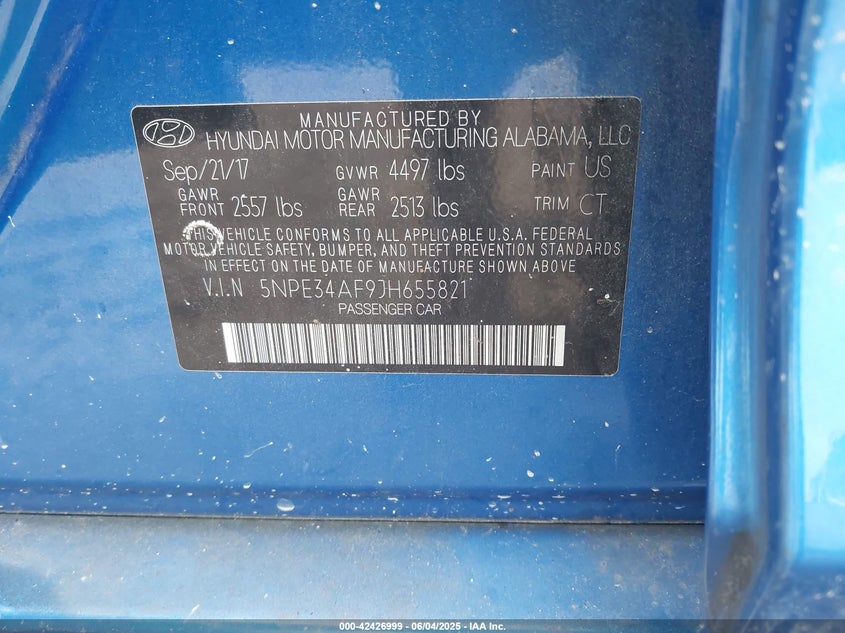 MANUFACTURED BY
HYUNDAI MOTOR MANUFACTURING ALABAMA, LLC
Sep/21/17 GVWR 4497 lbs PAINT US
GAWR FRONT 2557 lbs GAWR REAR 2513 lbs TRIM CT
THIS VEHICLE CONFORMS TO ALL APPLICABLE U.S.A. FEDERAL
MOTOR VEHICLE SAFETY, BUMPER, AND THEFT PREVENTION STANDARDS
IN EFFECT ON THE DATE OF MANUFACTURE SHOWN ABOVE
V.I.N 5NPE34AF9JH655821
PASSENGER CAR
000-42426999 - 06/04/2025 - IAA Inc.